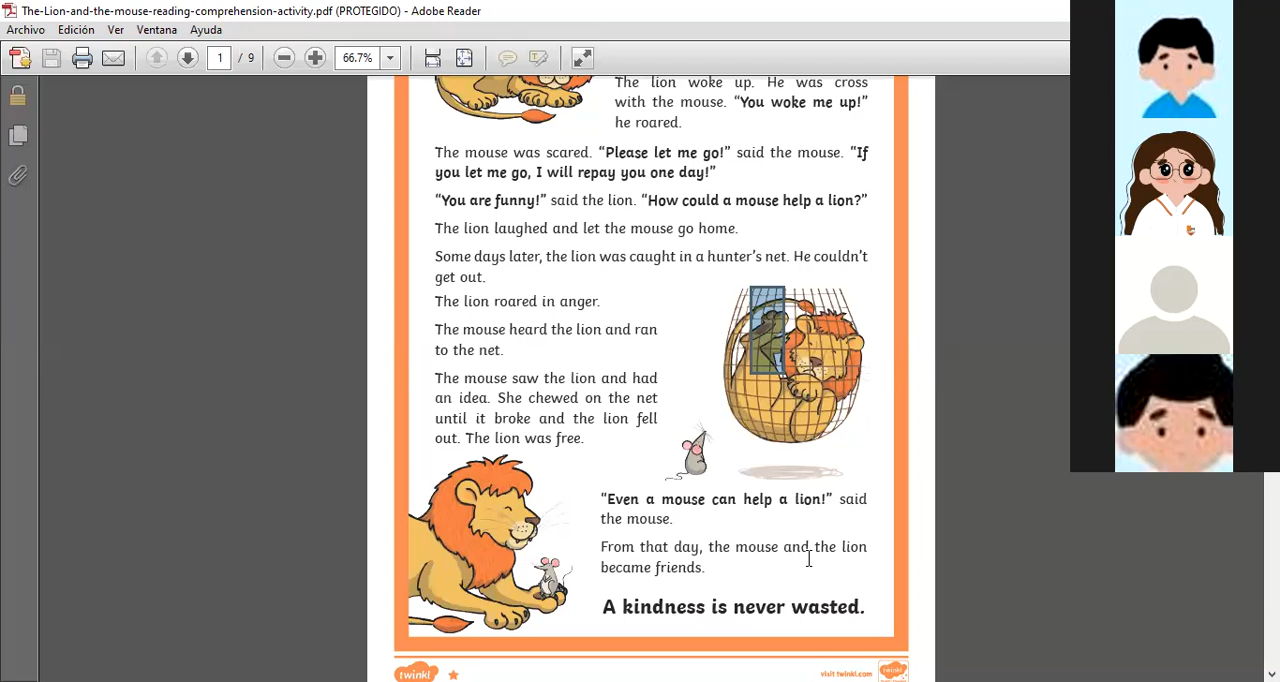 The-Lion-and-the-mouse-reading-comprehension-activity.pdf (PROTEGIDO) - Adobe Reader
Archivo Edición Ver Ventana Ayuda
1 / 9 66.7%
The lion woke up. He was cross
with the mouse. “You woke me up!”
he roared.
The mouse was scared. “Please let me go!” said the mouse. “If
you let me go, I will repay you one day!”
“You are funny!” said the lion. “How could a mouse help a lion?”
The lion laughed and let the mouse go home.
Some days later, the lion was caught in a hunter’s net. He couldn’t
get out.
The lion roared in anger.
The mouse heard the lion and ran
to the net.
The mouse saw the lion and had
an idea. She chewed on the net
until it broke and the lion fell
out. The lion was free.
“Even a mouse can help a lion!” said
the mouse.
From that day, the mouse and the lion
became friends.
A kindness is never wasted.
twinkl
visit twinkl.com